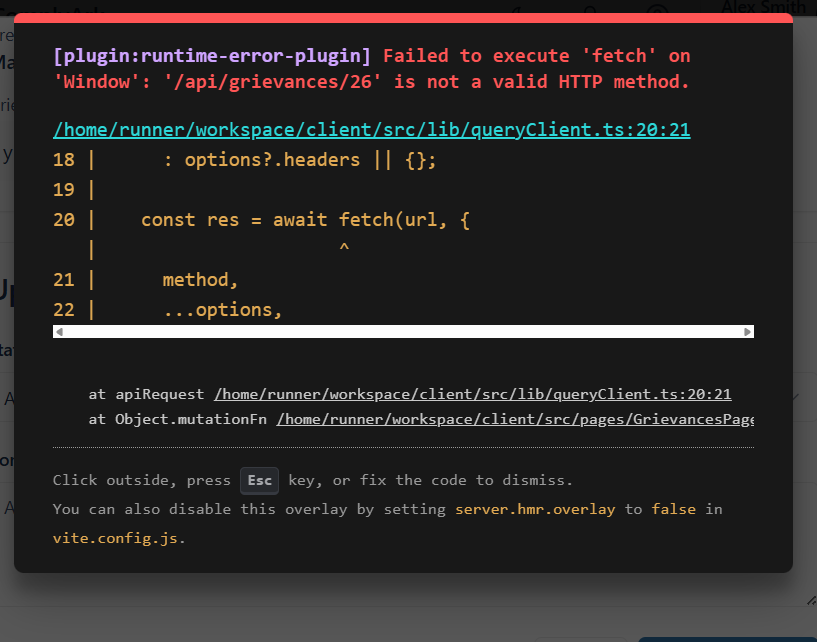 Alex Smith
[plugin:runtime-error-plugin] Failed to execute 'fetch' on
'Window': '/api/grievances/26' is not a valid HTTP method.
/home/runner/workspace/client/src/lib/queryClient.ts:20:21
18 |      : options?.headers || {};
19 |
20 |    const res = await fetch(url, {
   |                      ^
21 |      method,
22 |      ...options,
at apiRequest /home/runner/workspace/client/src/lib/queryClient.ts:20:21
at Object.mutationFn /home/runner/workspace/client/src/pages/GrievancesPage
Click outside, press Esc key, or fix the code to dismiss.
You can also disable this overlay by setting server.hmr.overlay to false in
vite.config.js.